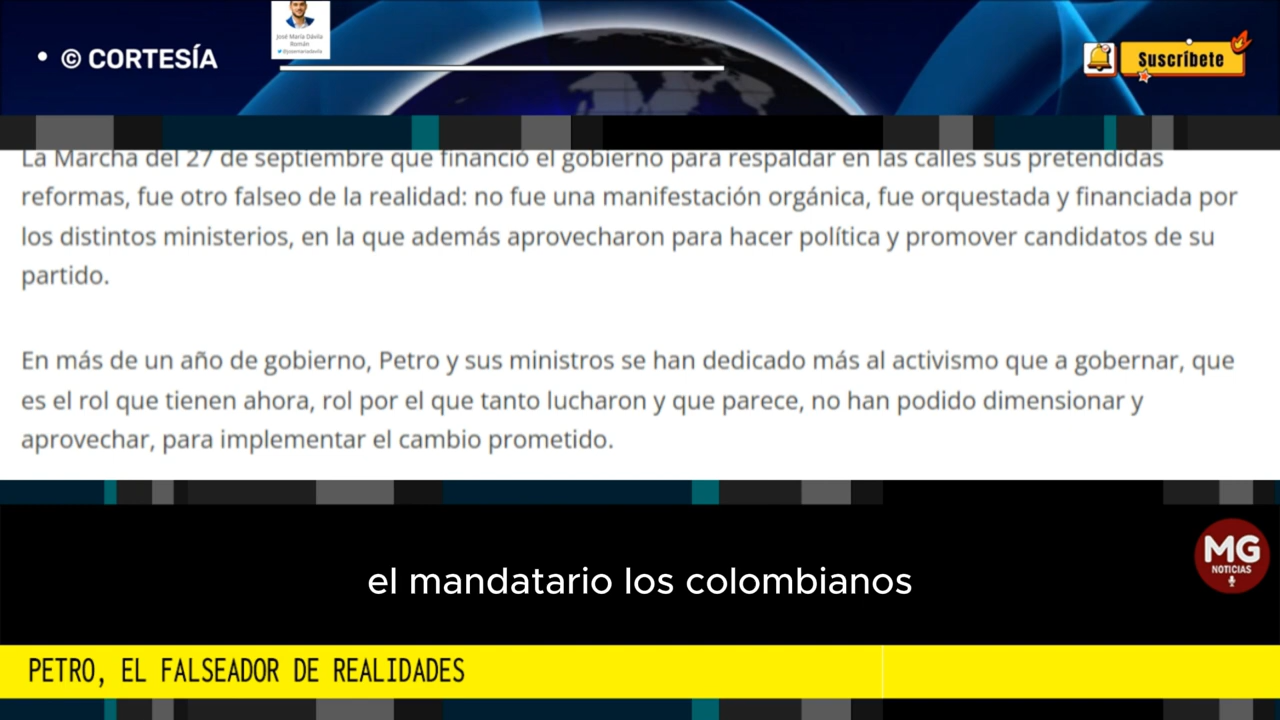 • © CORTESÍA
José María Dávila
Román
@josemariadavila
Suscríbete
La Marcha del 27 de septiembre que financió el gobierno para respaldar en las calles sus pretendidas
reformas, fue otro falseo de la realidad: no fue una manifestación orgánica, fue orquestada y financiada por
los distintos ministerios, en la que además aprovecharon para hacer política y promover candidatos de su
partido.
En más de un año de gobierno, Petro y sus ministros se han dedicado más al activismo que a gobernar, que
es el rol que tienen ahora, rol por el que tanto lucharon y que parece, no han podido dimensionar y
aprovechar, para implementar el cambio prometido.
MG
NOTICIAS
el mandatario los colombianos
PETRO, EL FALSEADOR DE REALIDADES